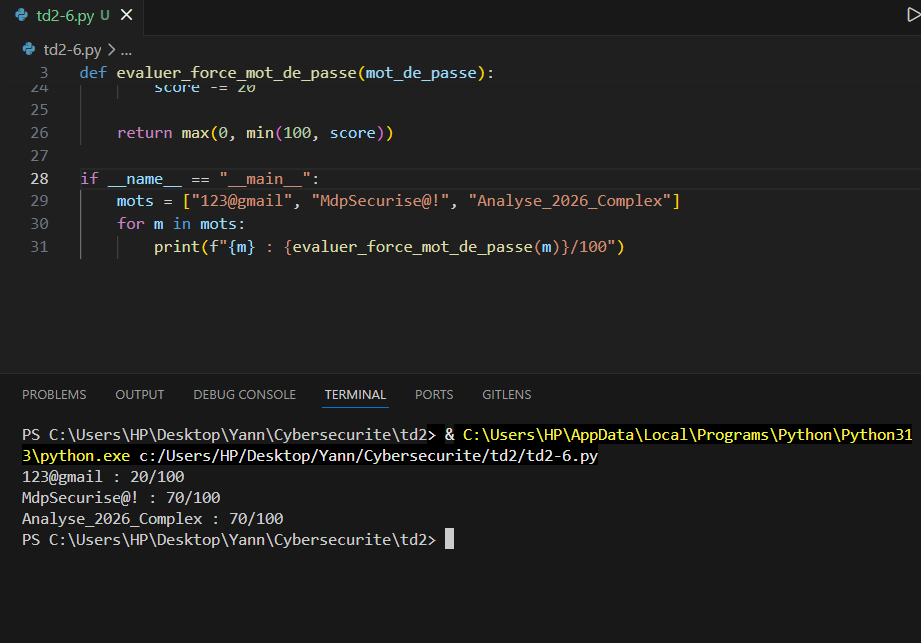 td2-6.py U
td2-6.py > ...
3 def evaluer_force_mot_de_passe(mot_de_passe):
24 score -= 20
25
26 return max(0, min(100, score))
27
28 if __name__ == "__main__":
29 mots = ["123@gmail", "MdpSecurise@!", "Analyse_2026_Complex"]
30 for m in mots:
31 print(f"{m} : {evaluer_force_mot_de_passe(m)}/100")
PROBLEMS OUTPUT DEBUG CONSOLE TERMINAL PORTS GITLENS
PS C:\Users\HP\Desktop\Yann\Cybersecurite\td2> & C:\Users\HP\AppData\Local\Programs\Python\Python31
3\python.exe c:/Users/HP/Desktop/Yann/Cybersecurite/td2/td2-6.py
123@gmail : 20/100
MdpSecurise@! : 70/100
Analyse_2026_Complex : 70/100
PS C:\Users\HP\Desktop\Yann\Cybersecurite\td2>